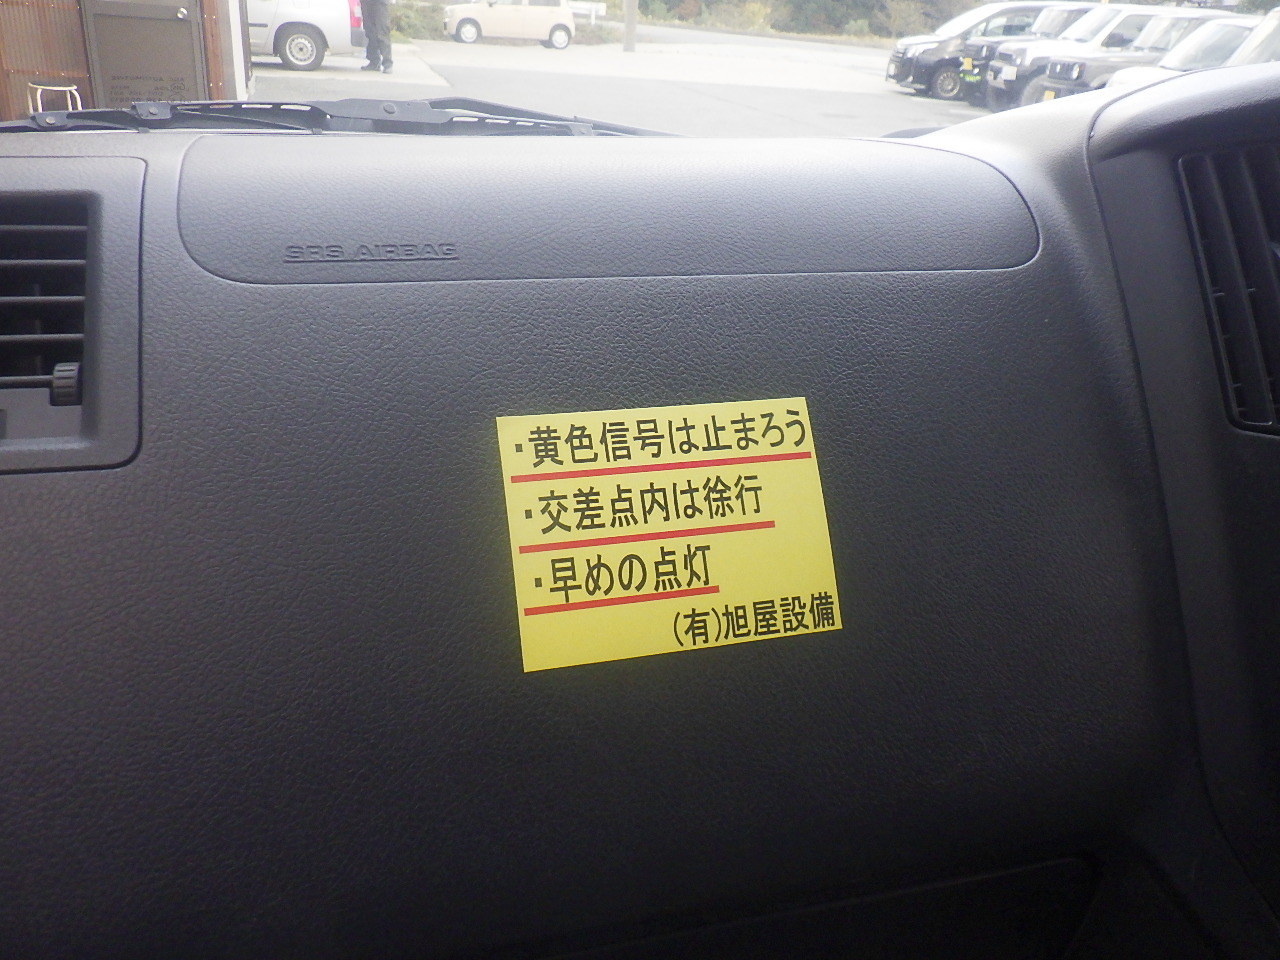 SRS AIRBAG
・黄色信号は止まろう
・交差点内は徐行
・早めの点灯
(有)旭屋設備